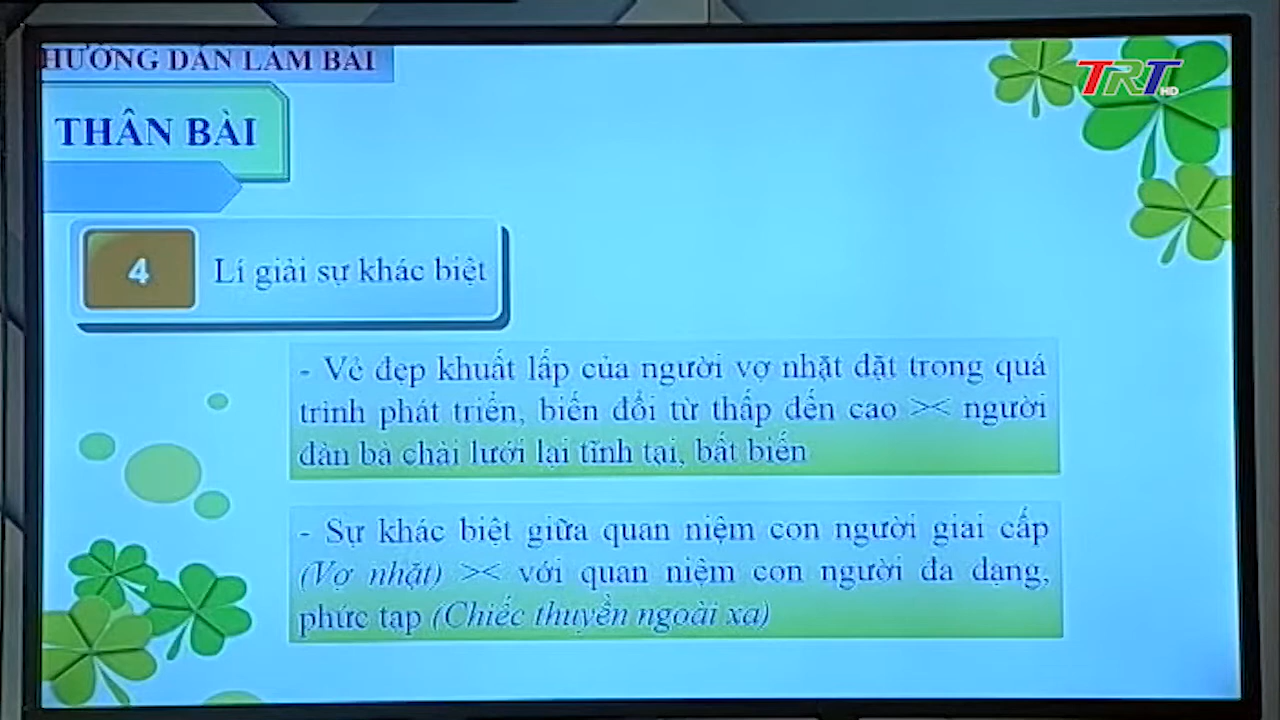 HƯỚNG DẪN LÀM BÀI
TRT
HD
THÂN BÀI
4
Lí giải sự khác biệt
- Vẻ đẹp khuất lấp của người vợ nhặt đặt trong quá
trình phát triển, biến đổi từ thấp đến cao >< người
đàn bà chài lưới lại tĩnh tại, bất biến
- Sự khác biệt giữa quan niệm con người giai cấp
(Vợ nhặt) >< với quan niệm con người đa dạng,
phức tạp (Chiếc thuyền ngoài xa)